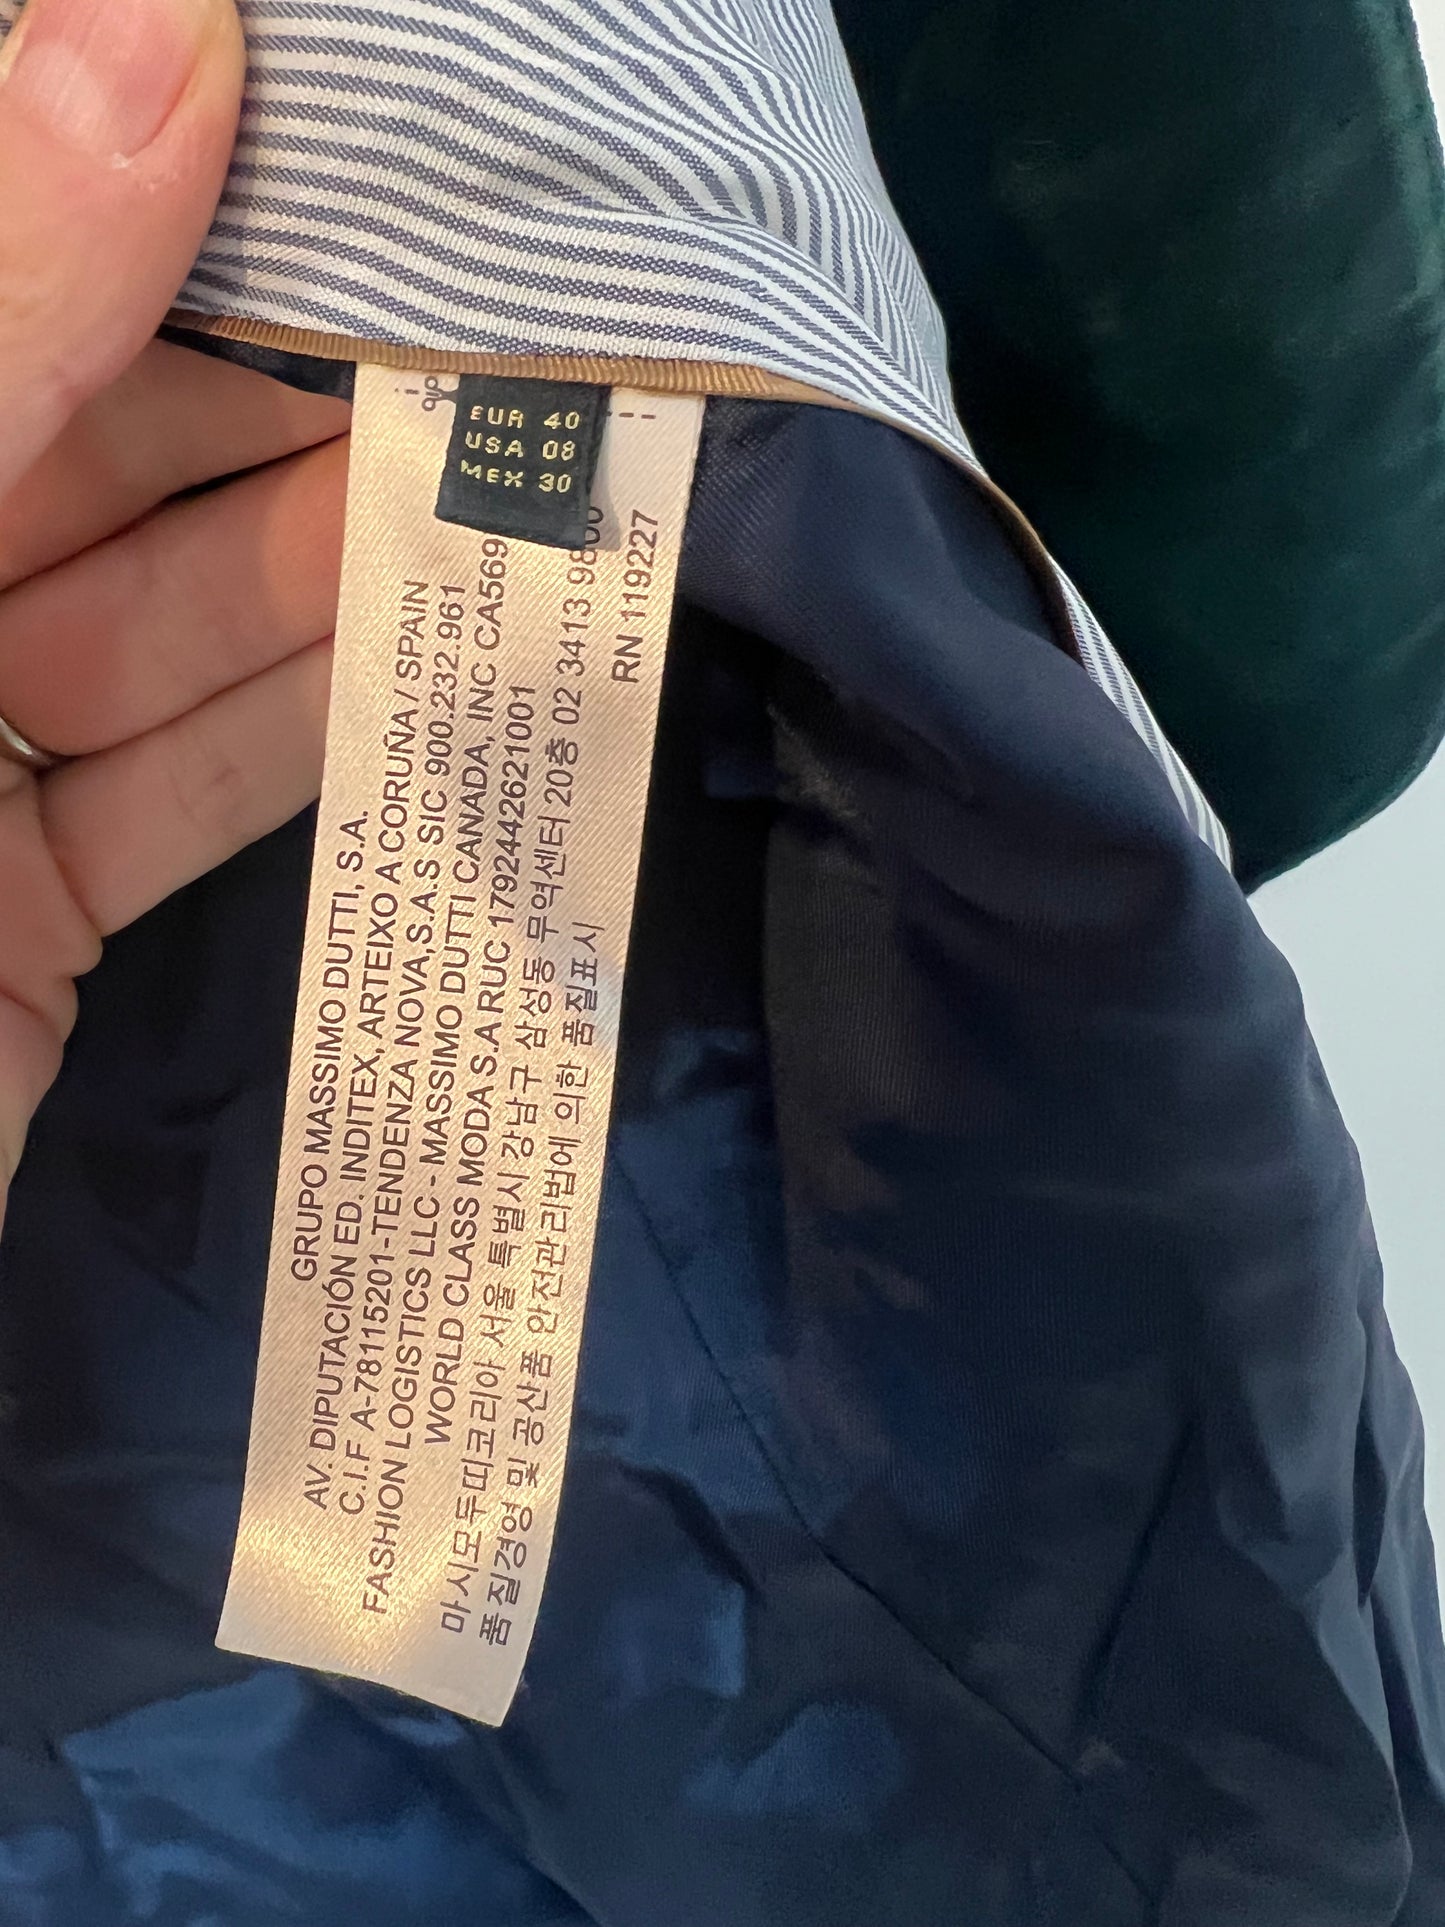 EUR 40
USA 08
MEX 30
GRUPO MASSIMO DUTTI, S.A.
AV. DIPUTACIÓN ED. INDITEX, ARTEIXO A CORUÑA / SPAIN
C.I.F A-78115201-TENDENZA NOVA,S.A.S SIC 900.232.961
FASHION LOGISTICS LLC - MASSIMO DUTTI CANADA, INC CA569
WORLD CLASS MODA S.A RUC 1792442621001
마시모두띠코리아 서울 특별시 강남구 삼성동 무역센터 20층 02 3413 9800
품질경영 및 공산품 안전관리법에 의한 품질표시
RN 119227